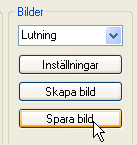 Bilder
Lutning
Inställningar
Skapa bild
Spara bild